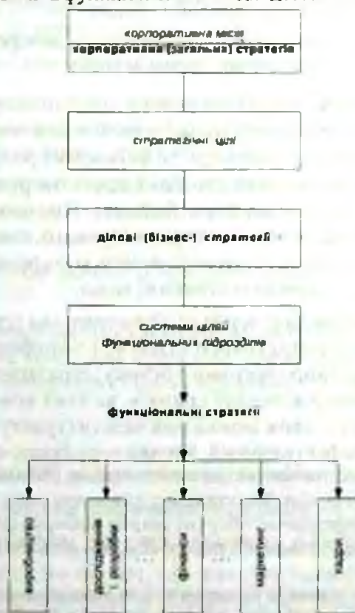 корпоративна місія
корпоративна (загальна) стратегія
стратегічні цілі
ділові (бізнес-) стратегії
системи цілей
функціональних підрозділів
функціональні стратегії
виробництво
дослідження
і розробки
фінанси
маркетинг
кадри